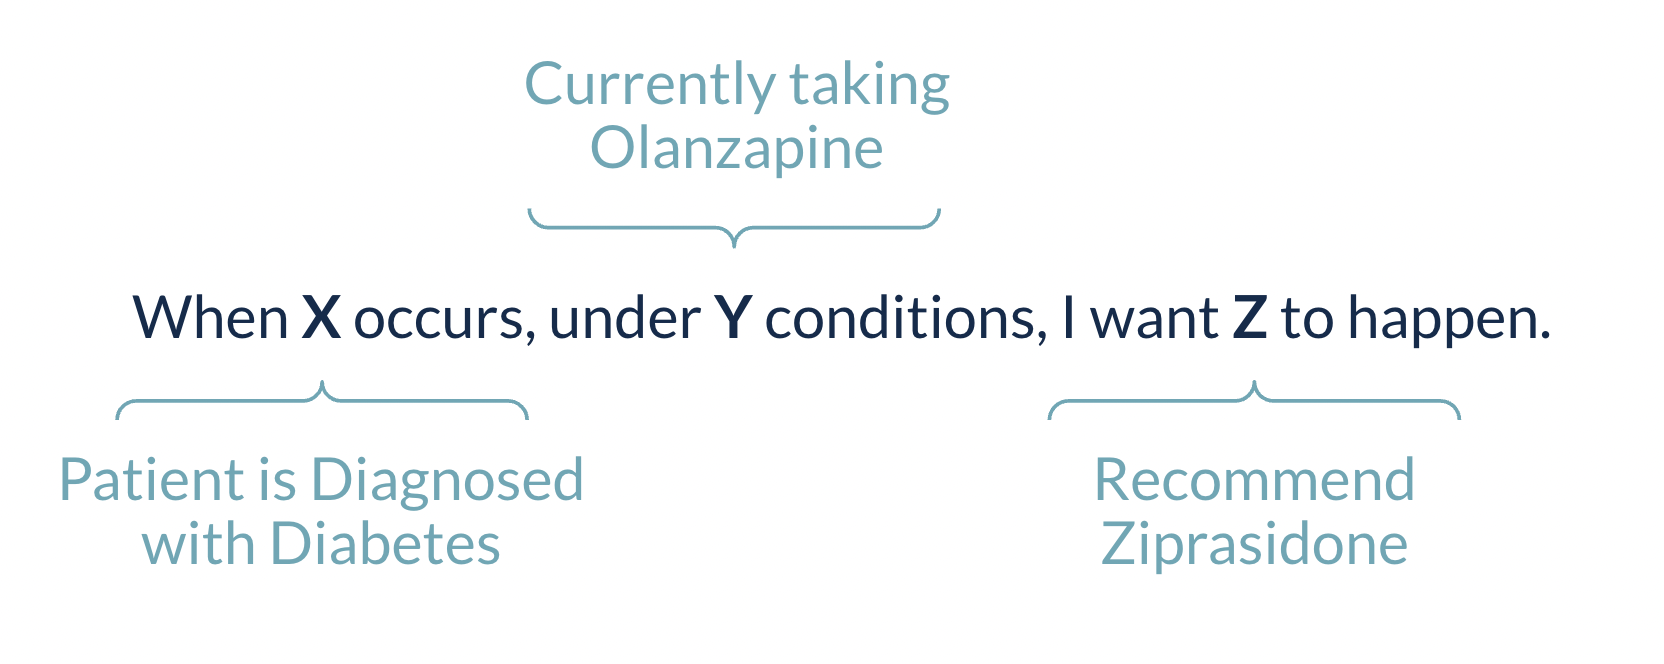 Currently taking
Olanzapine
When X occurs, under Y conditions, I want Z to happen.
Patient is Diagnosed
with Diabetes
Recommend
Ziprasidone